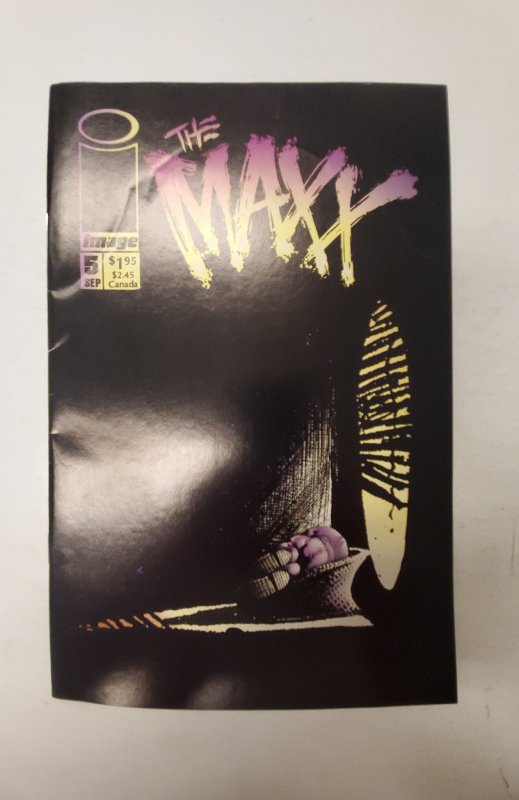 THE
MAXX
image
5
SEP
$1.95
$2.45
Canada